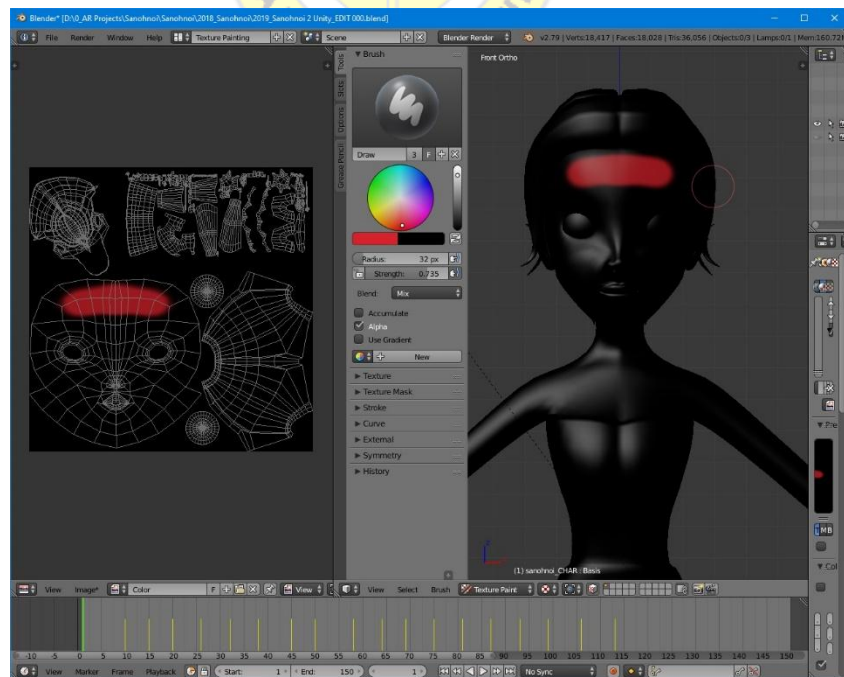 Blender* [D:\0_AR Projects\Sanohnoi\Sanohnoi\2018_Sanohnoi\2019_Sanohnoi 2 Unity_EDIT 000.blend]
File Render Window Help Texture Painting Scene Blender Render v2.79 | Verts:18,417 | Faces:18,028 | Tris:36,056 | Objects:0/3 | Lamps:0/1 | Mem:160.72
Tools
Slots
Options
Grease Pencil
Brush
Draw 3 F
Radius: 32 px
Strength: 0.735
Blend: Mix
Accumulate
Alpha
Use Gradient
New
Texture
Texture Mask
Stroke
Curve
External
Symmetry
History
Front Ortho
(1) sanohnoi_CHAR : Basis
Pre
MB
Col
View Image* Color F View
View Select Brush Texture Paint
-10 -5 0 5 10 15 20 25 30 35 40 45 50 55 60 65 70 75 80 85 90 95 100 105 110 115 120 125 130 135 140 145 150
View Marker Frame Playback Start: 1 End: 150 1 No Sync